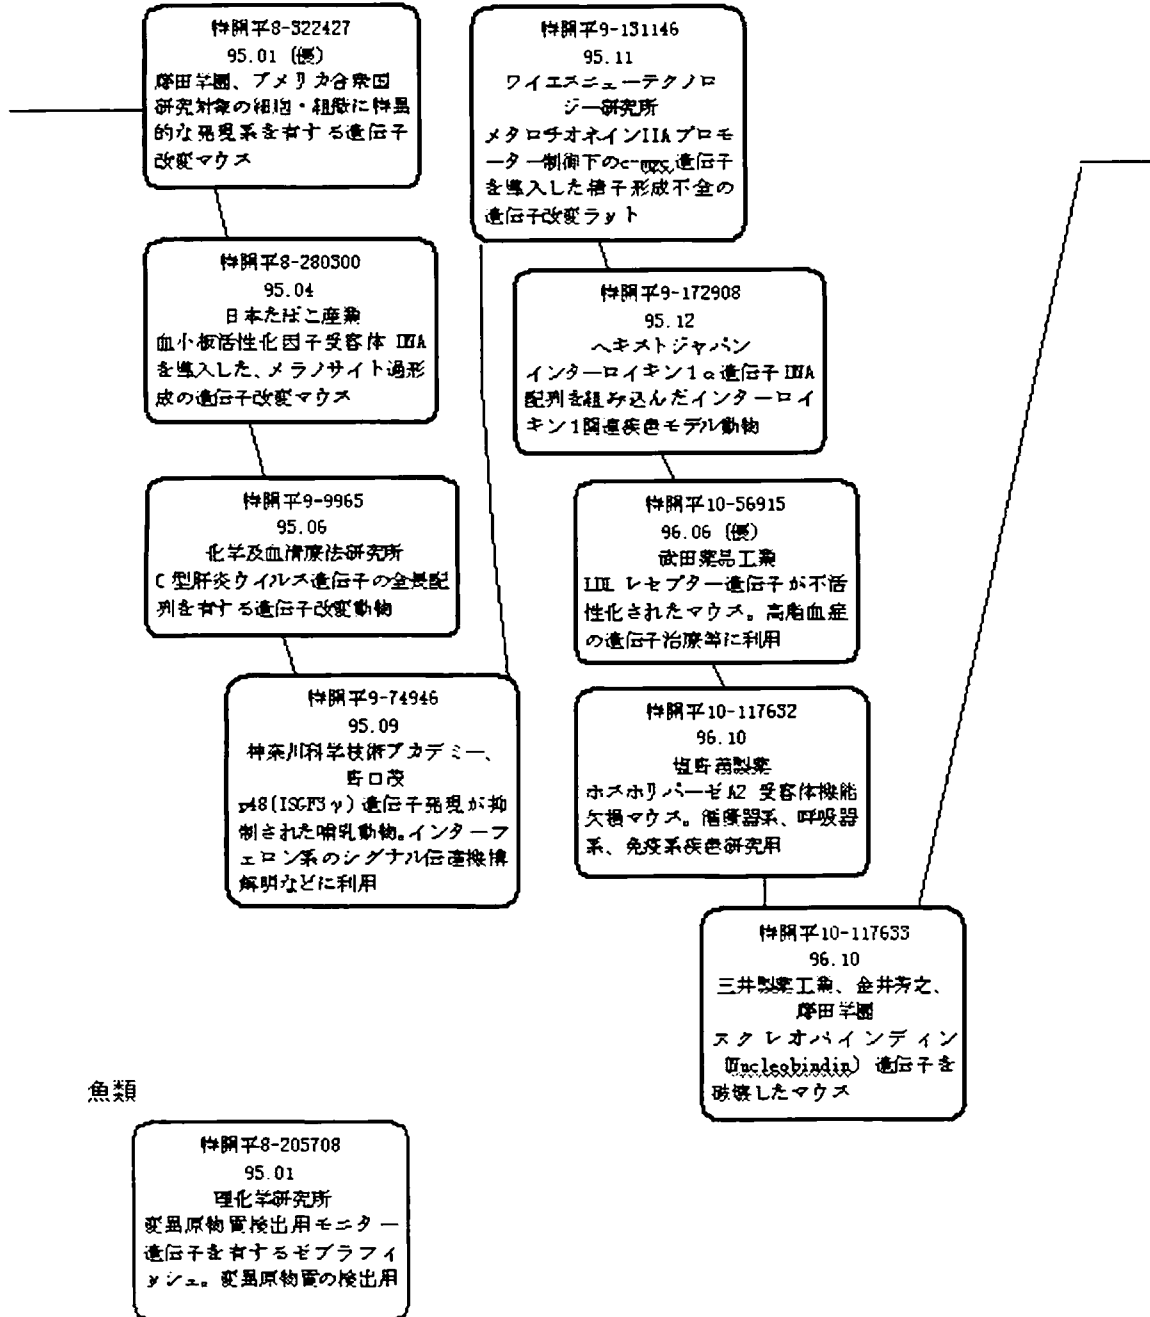 特開平8-322427
95.01 (優)
藤田学園、アメリカ合衆国
研究対象の細胞・組織に特異
的な発現系を有する遺伝子
改変マウス
特開平8-280300
95.04
日本たばこ産業
血小板活性化因子受容体 DNA
を導入した、メラノサイト過形
成の遺伝子改変マウス
特開平9-9965
95.06
化学及血清療法研究所
C 型肝炎ウイルス遺伝子の全長配
列を有する遺伝子改変動物
特開平9-74946
95.09
神奈川科学技術アカデミー、
野口茂
p48(ISGF3γ) 遺伝子発現が抑
制された哺乳動物。インターフ
ェロン系のシグナル伝達機構
解明などに利用
特開平9-131146
95.11
ワイエスニューテクノロ
ジー研究所
メタロチオネインIIAプロモ
ーター制御下のc-myc遺伝子
を導入した精子形成不全の
遺伝子改変ラット
特開平9-172908
95.12
ヘキストジャパン
インターロイキン1α遺伝子 DNA
配列を組み込んだインターロイ
キン1関連疾患モデル動物
特開平10-56915
96.06 (優)
武田薬品工業
LDL レセプター遺伝子が不活
性化されたマウス。高脂血症
の遺伝子治療等に利用
特開平10-117632
96.10
塩野義製薬
ホスホリパーゼA2 受容体機能
欠損マウス。循環器系、呼吸器
系、免疫系疾患研究用
特開平10-117633
96.10
三井製薬工業、金井芳之、
藤田学園
ヌクレオバインディン
(Nucleobindin) 遺伝子を
破壊したマウス
魚類
特開平8-205708
95.01
理化学研究所
変異原物質検出用モニター
遺伝子を有するゼブラフィ
ッシュ。変異原物質の検出用